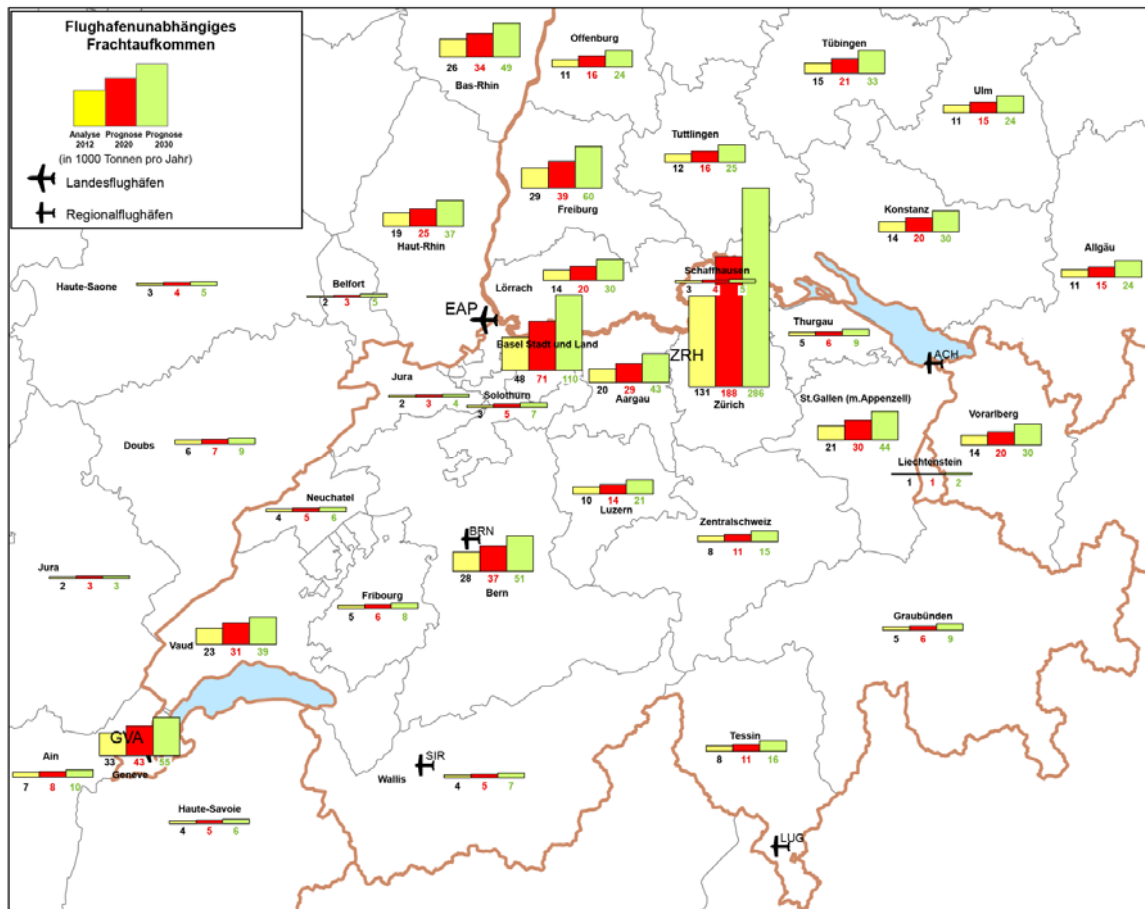 Flughafenunabhängiges
Frachtaufkommen
Analyse Prognose Prognose
2012 2020 2030
(in 1000 Tonnen pro Jahr)
Landesflughäfen
Regionalflughäfen
26 34 49
Bas-Rhin
Offenburg
11 16 24
Tübingen
15 21 33
Ulm
11 15 24
Tuttlingen
12 16 25
29 39 60
Freiburg
19 25 37
Haut-Rhin
Konstanz
14 20 30
Allgäu
11 15 24
Haute-Saone
3 4 5
Belfort
2 3 5
Lörrach
14 20 30
Schaffhausen
3 4 5
EAP
Basel Stadt und Land
48 71 110
ZRH
131 188 286
Zürich
Thurgau
5 6 9
ACH
20 29 43
Aargau
Jura
2 3 4
Solothurn
3 5 7
St.Gallen (m.Appenzell)
21 30 44
Vorarlberg
14 20 30
Liechtenstein
1 1 2
Doubs
6 7 9
Neuchatel
4 5 6
10 14 21
Luzern
Zentralschweiz
8 11 15
BRN
28 37 51
Bern
Jura
2 3 3
Fribourg
5 6 8
Graubünden
5 6 9
Vaud
23 31 39
GVA
33 43 55
Geneve
Ain
7 8 10
SIR
Wallis
4 5 7
Tessin
8 11 16
Haute-Savoie
4 5 6
LUG